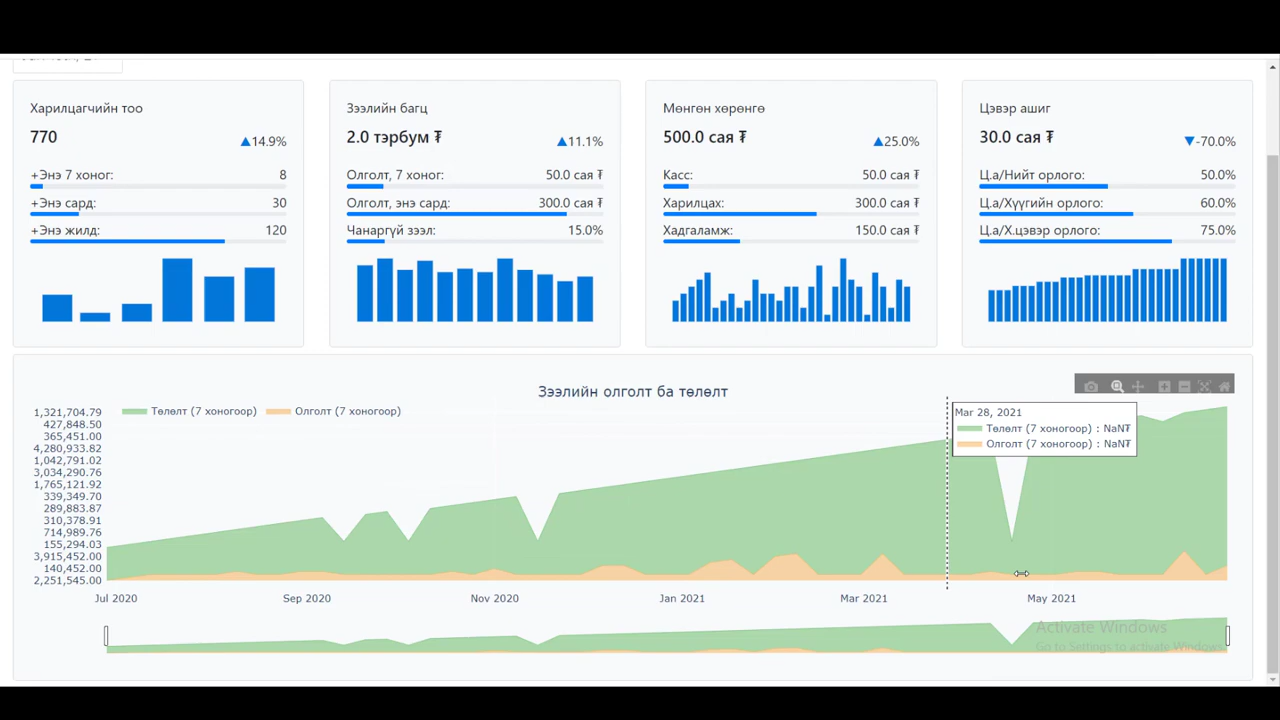 Харилцагчийн тоо
770
▲14.9%
+Энэ 7 хоног: 8
+Энэ сард: 30
+Энэ жилд: 120
Зээлийн багц
2.0 тэрбум ₮
▲11.1%
Олголт, 7 хоног: 50.0 сая ₮
Олголт, энэ сард: 300.0 сая ₮
Чанаргүй зээл: 15.0%
Мөнгөн хөрөнгө
500.0 сая ₮
▲25.0%
Касс: 50.0 сая ₮
Харилцах: 300.0 сая ₮
Хадгаламж: 150.0 сая ₮
Цэвэр ашиг
30.0 сая ₮
▼-70.0%
Ц.а/Нийт орлого: 50.0%
Ц.а/Хүүгийн орлого: 60.0%
Ц.а/Х.цэвэр орлого: 75.0%
Зээлийн олголт ба төлөлт
Төлөлт (7 хоногоор) Олголт (7 хоногоор)
1,321,704.79
427,848.50
365,451.00
4,280,933.82
1,042,791.02
3,034,290.76
1,765,121.92
339,349.70
289,883.87
310,378.91
714,989.76
155,294.03
3,915,452.00
140,452.00
2,251,545.00
Mar 28, 2021
Төлөлт (7 хоногоор) : NaN₮
Олголт (7 хоногоор) : NaN₮
Jul 2020 Sep 2020 Nov 2020 Jan 2021 Mar 2021 May 2021
Activate Windows
Go to Settings to activate Windows.